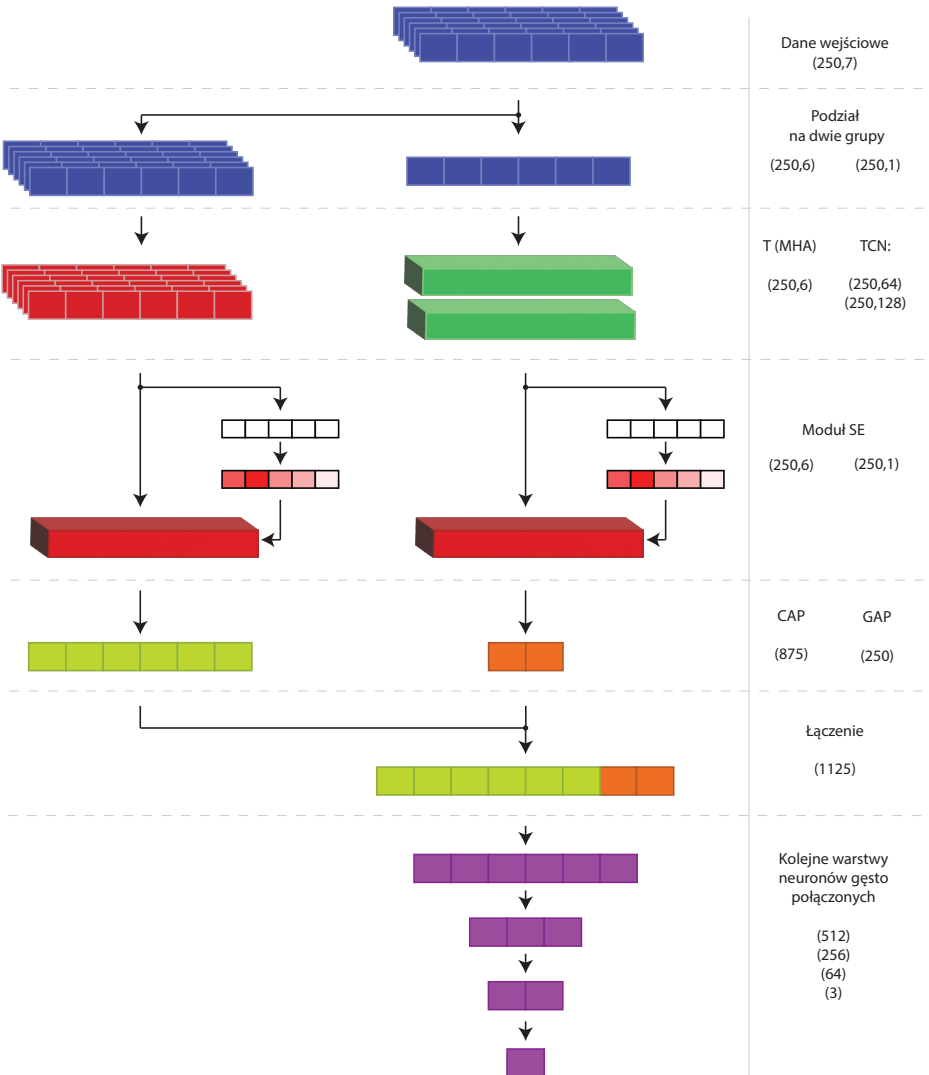 Dane wejściowe
(250,7)
Podział
na dwie grupy
(250,6) (250,1)
T (MHA) TCN:
(250,6) (250,64)
(250,128)
Moduł SE
(250,6) (250,1)
CAP GAP
(875) (250)
Łączenie
(1125)
Kolejne warstwy
neuronów gęsto
połączonych
(512)
(256)
(64)
(3)